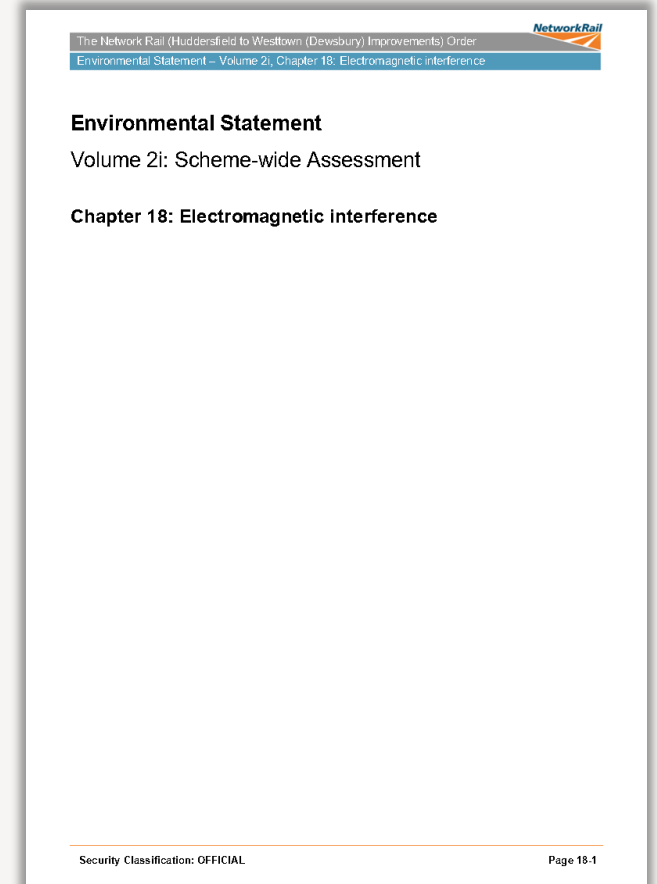 NetworkRail
The Network Rail (Huddersfield to Westtown (Dewsbury) Improvements) Order
Environmental Statement – Volume 2i, Chapter 18: Electromagnetic interference
Environmental Statement
Volume 2i: Scheme-wide Assessment
Chapter 18: Electromagnetic interference
Security Classification: OFFICIAL
Page 18-1